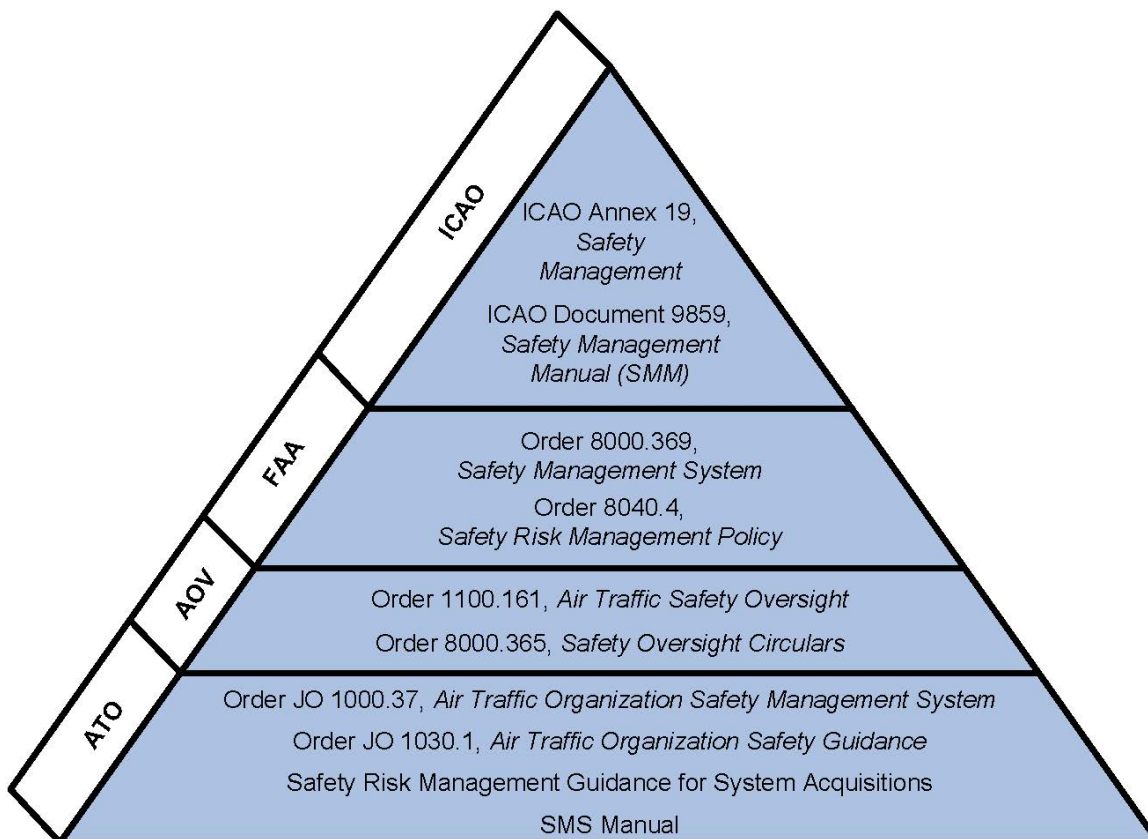 ICAO
ICAO Annex 19,
Safety
Management
ICAO Document 9859,
Safety Management
Manual (SMM)
FAA
Order 8000.369,
Safety Management System
Order 8040.4,
Safety Risk Management Policy
AOV
Order 1100.161, Air Traffic Safety Oversight
Order 8000.365, Safety Oversight Circulars
ATO
Order JO 1000.37, Air Traffic Organization Safety Management System
Order JO 1030.1, Air Traffic Organization Safety Guidance
Safety Risk Management Guidance for System Acquisitions
SMS Manual